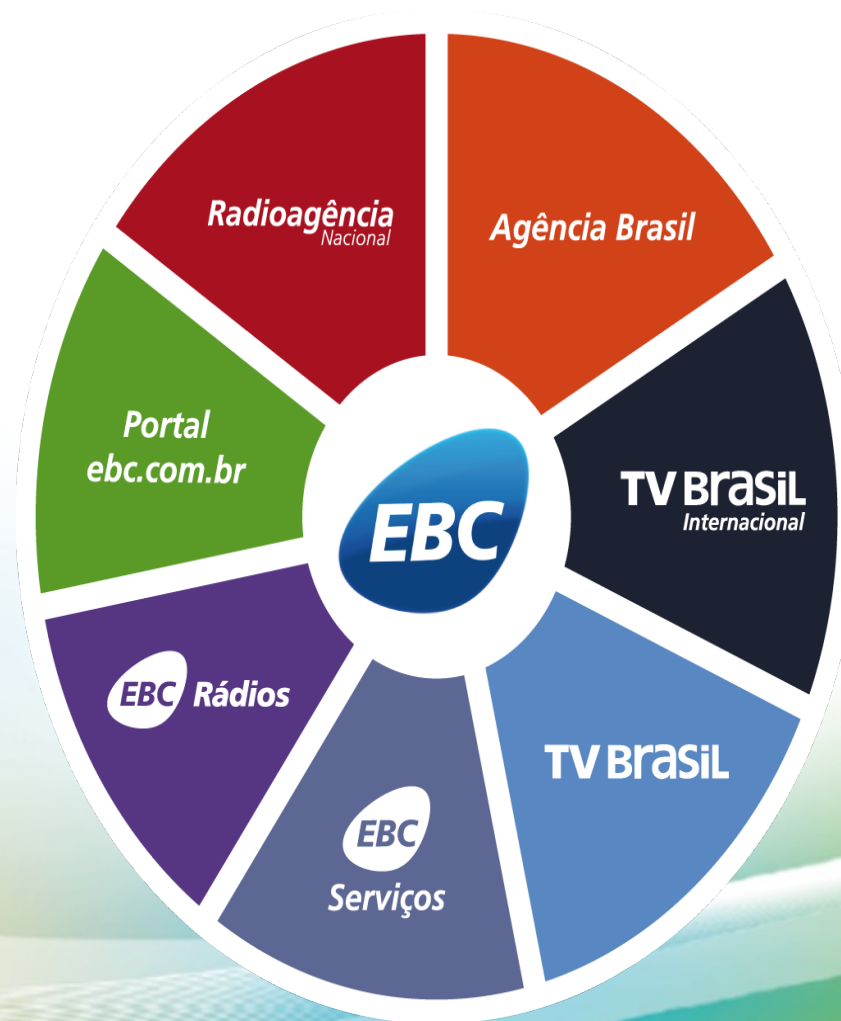 Radioagência
Nacional
Agência Brasil
Portal
ebc.com.br
EBC
TV BrasiL
Internacional
EBC Rádios
TV BrasiL
EBC
Serviços